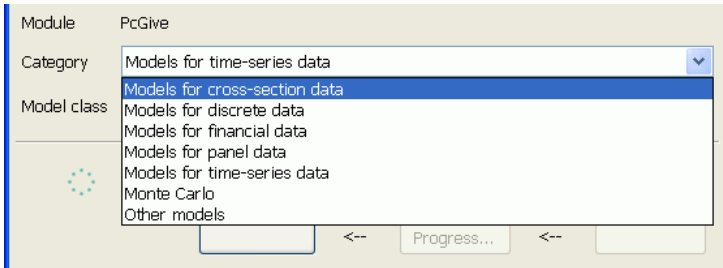 Module PcGive
Category Models for time-series data
Models for cross-section data
Model class Models for discrete data
Models for financial data
Models for panel data
Models for time-series data
Monte Carlo
Other models
<-- Progress... <--